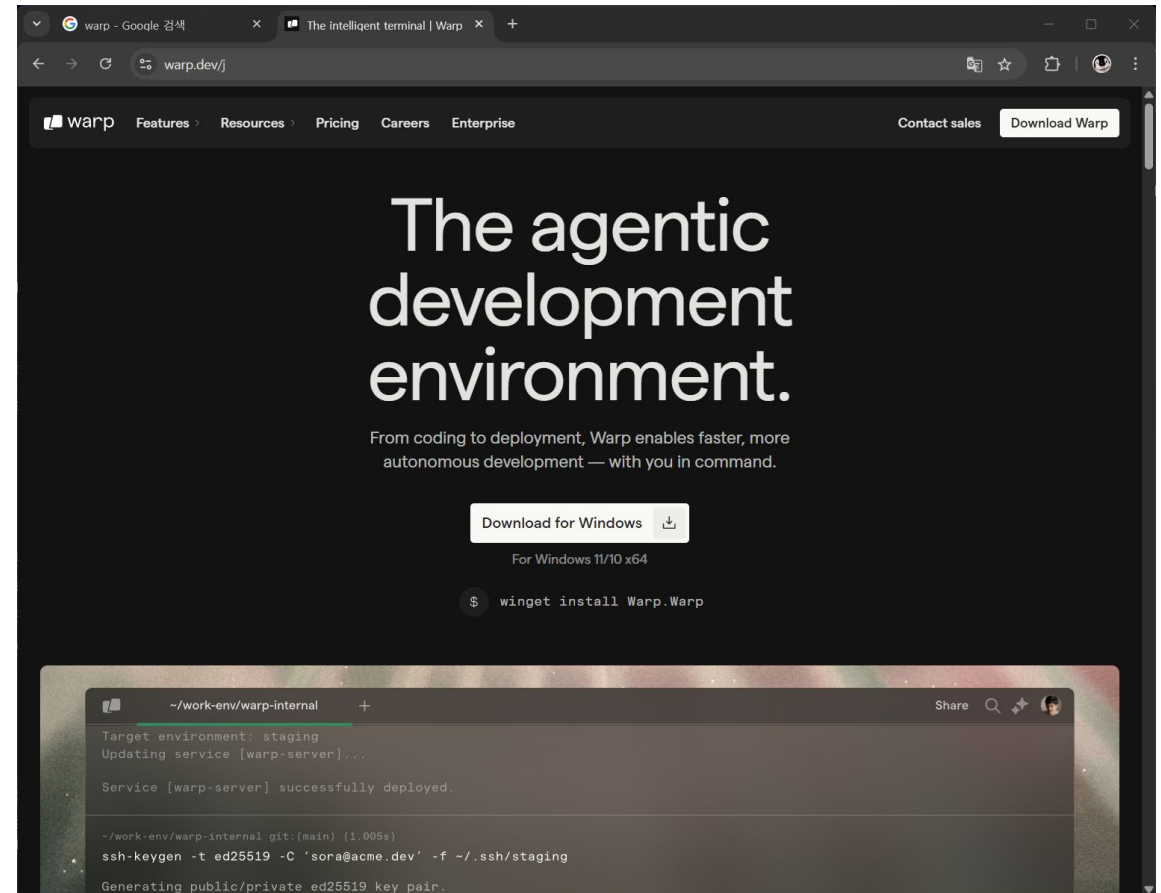 warp - Google 검색
The intelligent terminal | Warp
warp.dev/j
warp Features Resources Pricing Careers Enterprise Contact sales Download Warp
The agentic
development
environment.
From coding to deployment, Warp enables faster, more
autonomous development — with you in command.
Download for Windows
For Windows 11/10 x64
$ winget install Warp.Warp
~/work-env/warp-internal + Share
Target environment: staging
Updating service [warp-server]...
Service [warp-server] successfully deployed.
~/work-env/warp-internal git:(main) (1.005s)
ssh-keygen -t ed25519 -C ‘sora@acme.dev’ -f ~/.ssh/staging
Generating public/private ed25519 key pair.